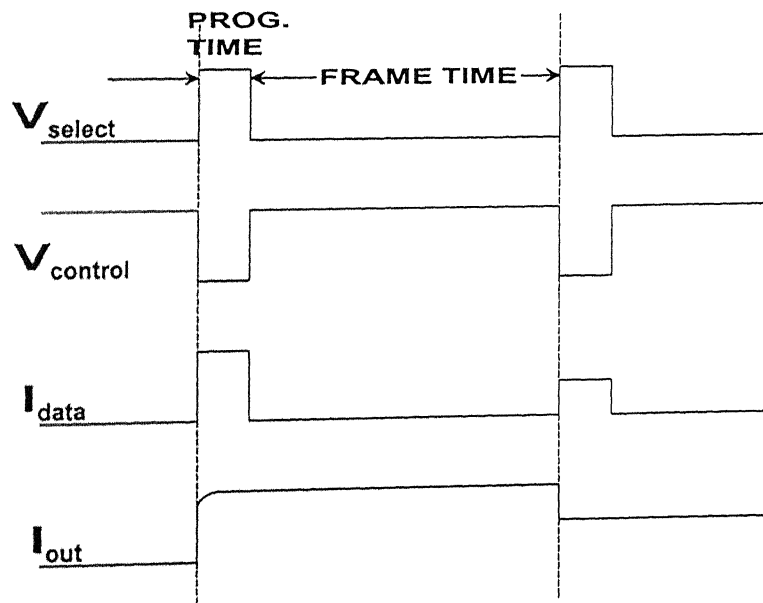 PROG.
TIME
FRAME TIME
Vselect
Vcontrol
Idata
Iout